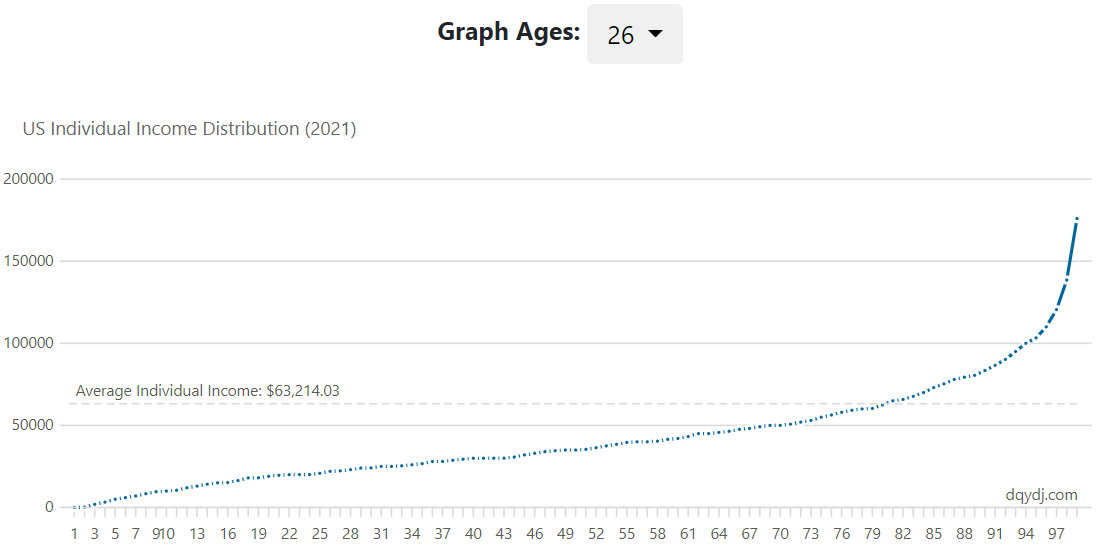 Graph Ages: 26
US Individual Income Distribution (2021)
200000
150000
100000
Average Individual Income: $63,214.03
50000
dqydj.com
0
1 3 5 7 9 10 13 16 19 22 25 28 31 34 37 40 43 46 49 52 55 58 61 64 67 70 73 76 79 82 85 88 91 94 97